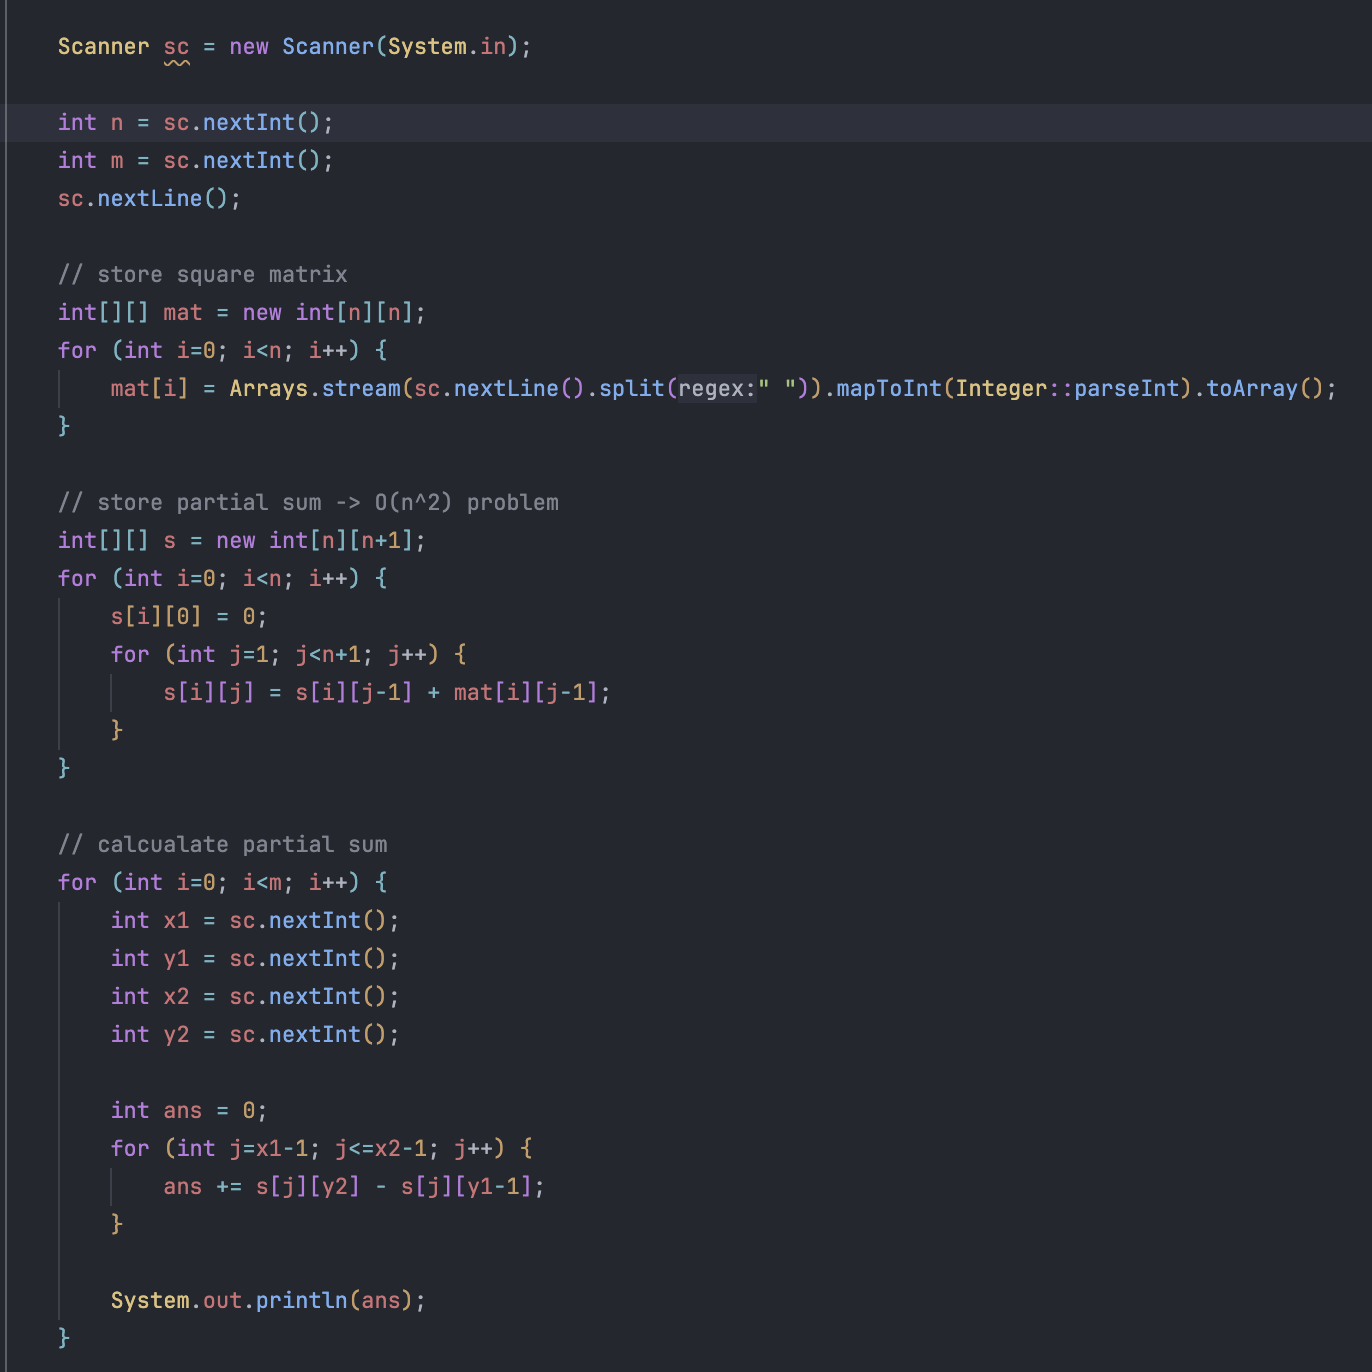 Scanner sc = new Scanner(System.in);
int n = sc.nextInt();
int m = sc.nextInt();
sc.nextLine();
// store square matrix
int[][] mat = new int[n][n];
for (int i=0; i<n; i++) {
mat[i] = Arrays.stream(sc.nextLine().split(regex:" ")).mapToInt(Integer::parseInt).toArray();
}
// store partial sum -> O(n^2) problem
int[][] s = new int[n][n+1];
for (int i=0; i<n; i++) {
s[i][0] = 0;
for (int j=1; j<n+1; j++) {
s[i][j] = s[i][j-1] + mat[i][j-1];
}
}
// calcualate partial sum
for (int i=0; i<m; i++) {
int x1 = sc.nextInt();
int y1 = sc.nextInt();
int x2 = sc.nextInt();
int y2 = sc.nextInt();
int ans = 0;
for (int j=x1-1; j<=x2-1; j++) {
ans += s[j][y2] - s[j][y1-1];
}
System.out.println(ans);
}